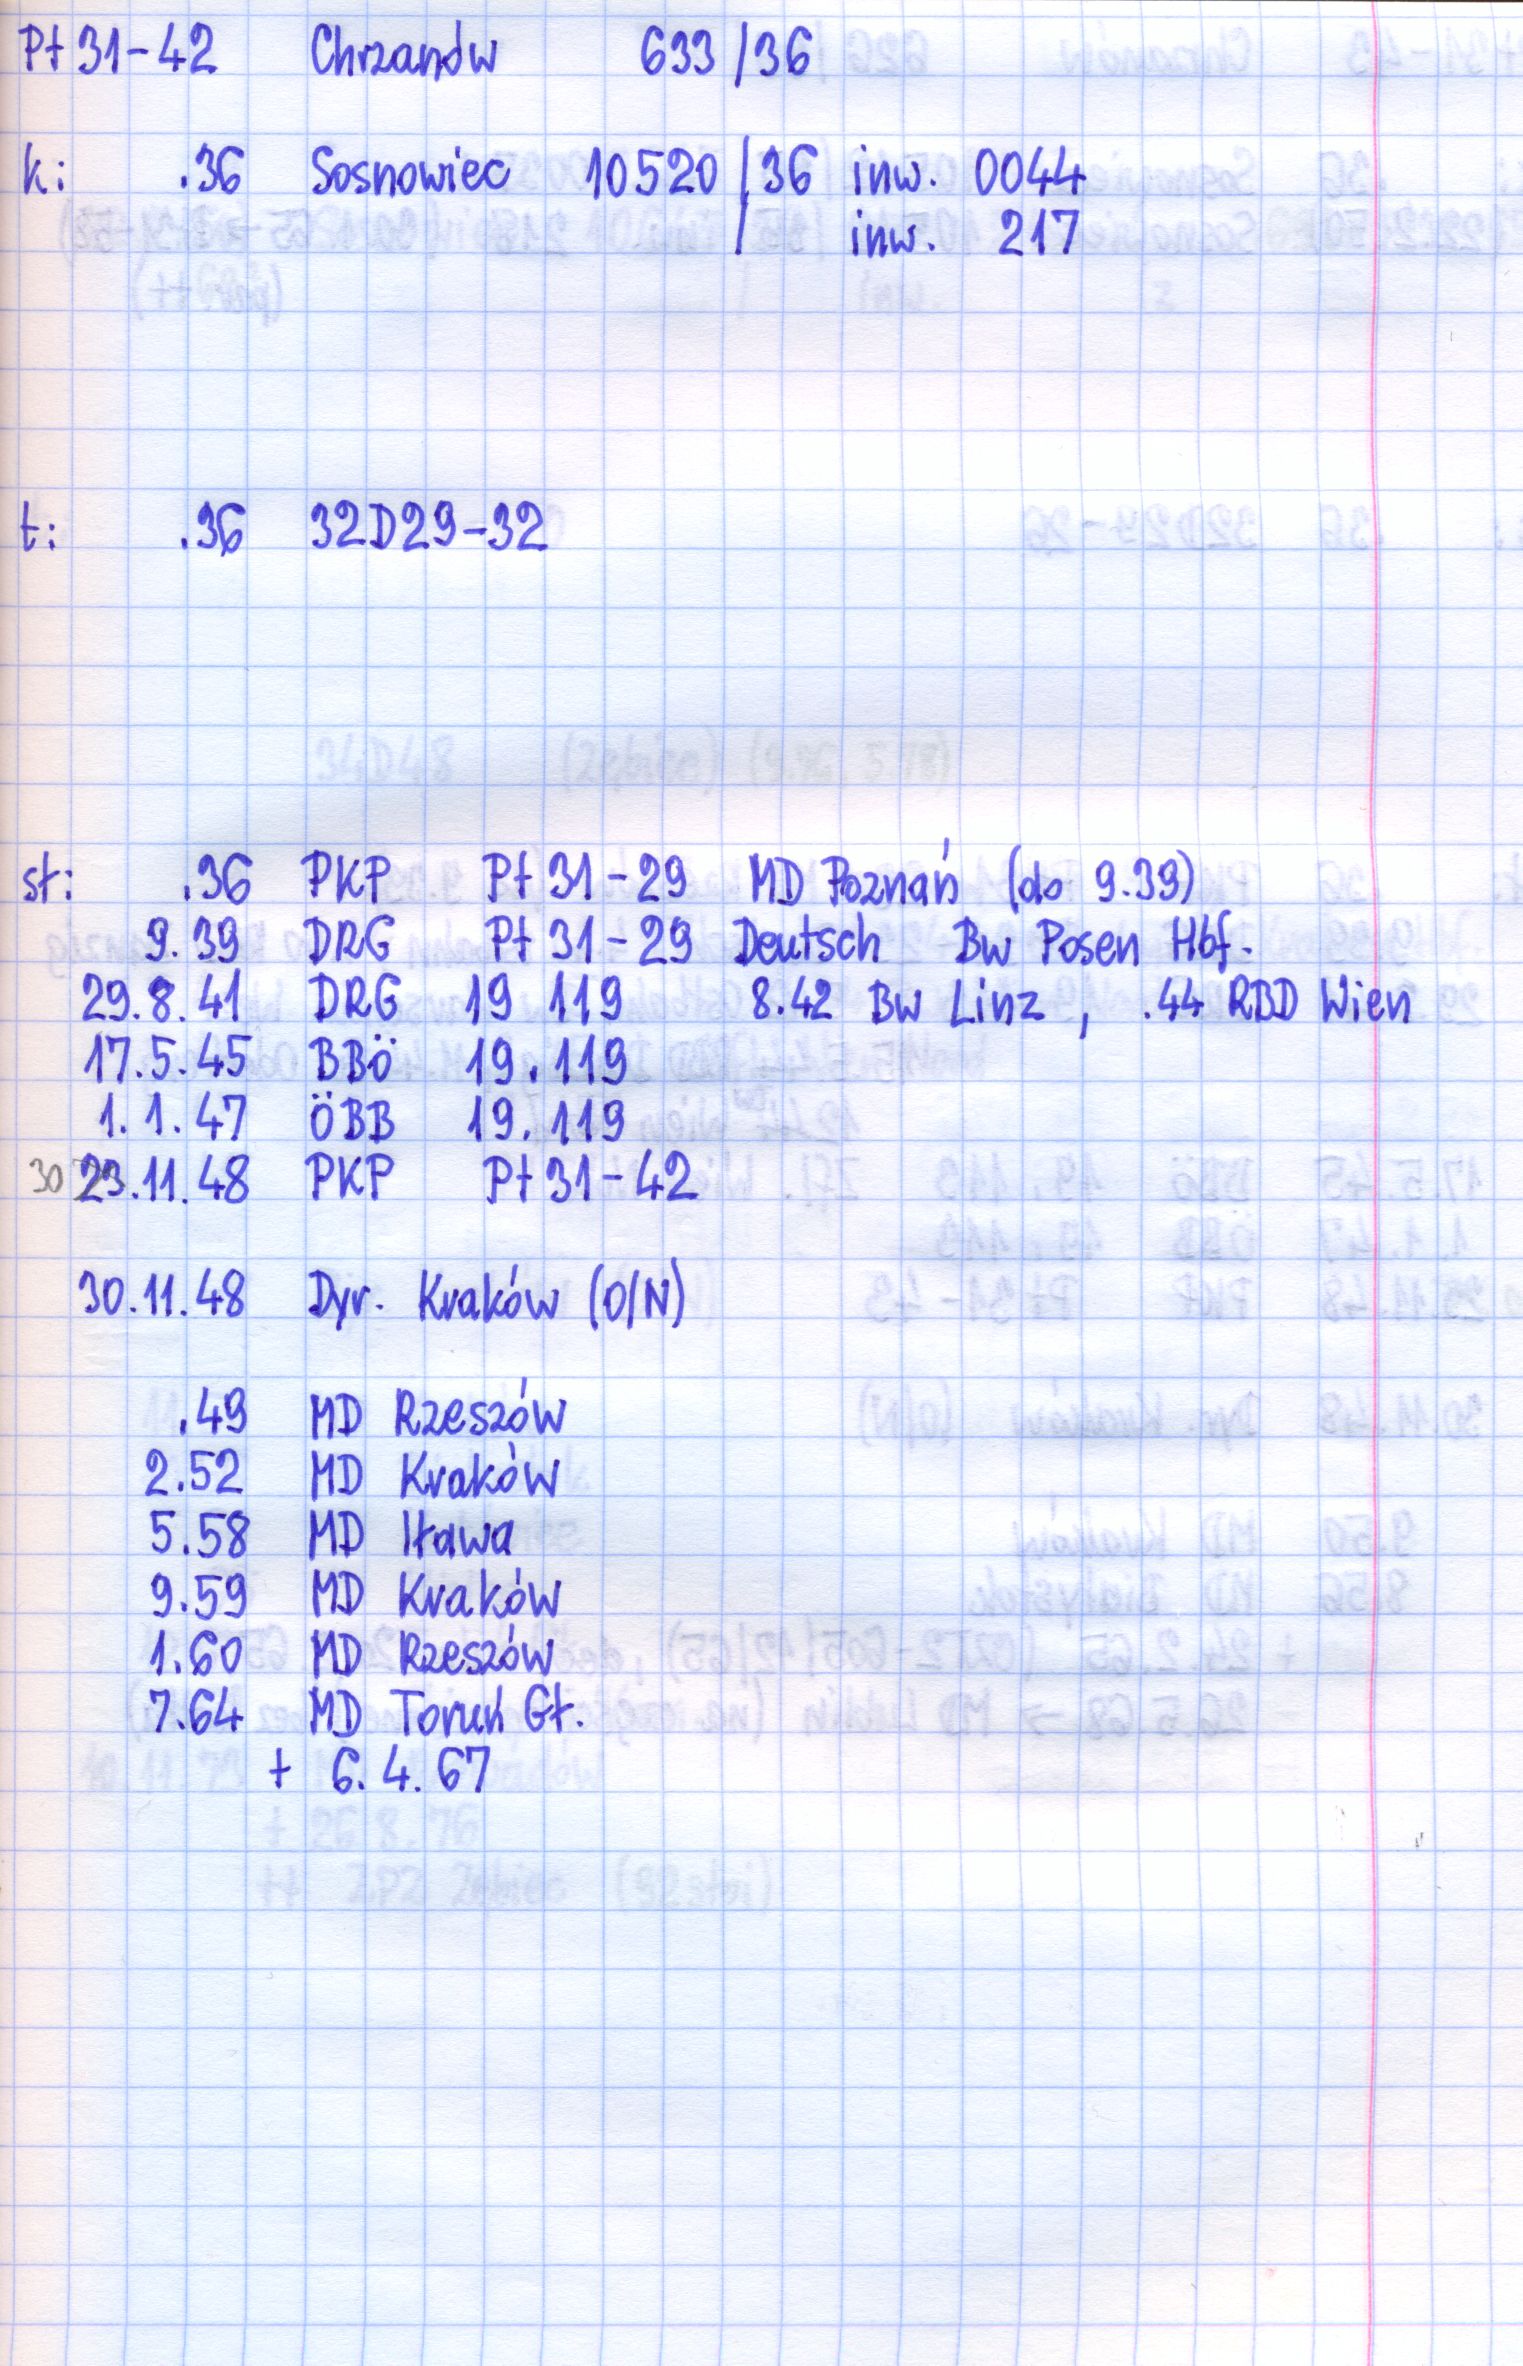 Pt 31-42 Chrzanów 633/36
k: .36 Sosnowiec 10520/36 inw. 0044
/ inw. 217
t: .36 32D29-32
st: .36 PKP Pt 31-29 MD Poznań (do 9.39)
9.39 DRG Pt 31-29 Deutsch Bw Posen Hbf.
29.8.41 DRG 19 119 8.42 Bw Linz, .44 RBD Wien
17.5.45 BBÖ 19.119
1.1.47 ÖBB 19.119
30 23.11.48 PKP Pt 31-42
30.11.48 Dyr. Kraków (O/N)
.49 MD Rzeszów
2.52 MD Kraków
5.58 MD Iława
9.59 MD Kraków
1.60 MD Rzeszów
7.64 MD Toruń Gł.
+ 6.4.67